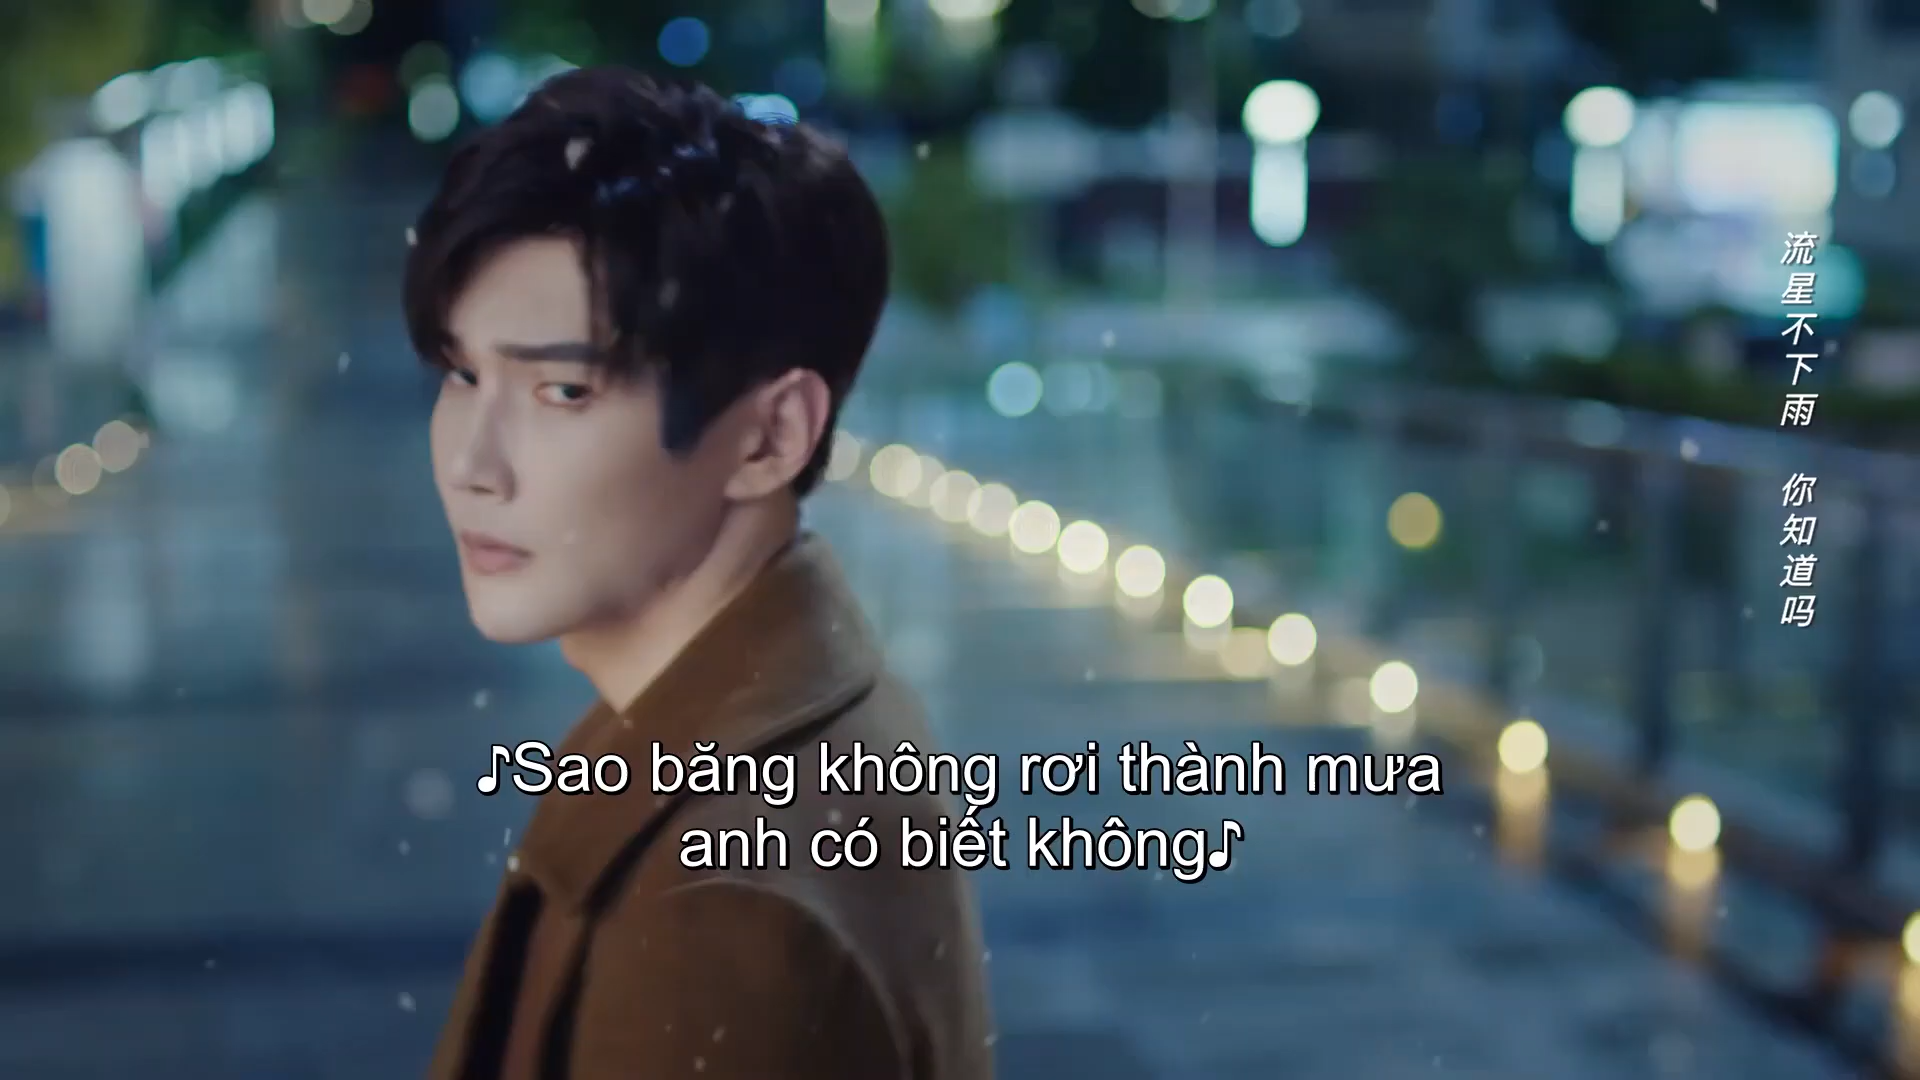 流星不下雨 你知道吗
♪Sao băng không rơi thành mưa
anh có biết không♪